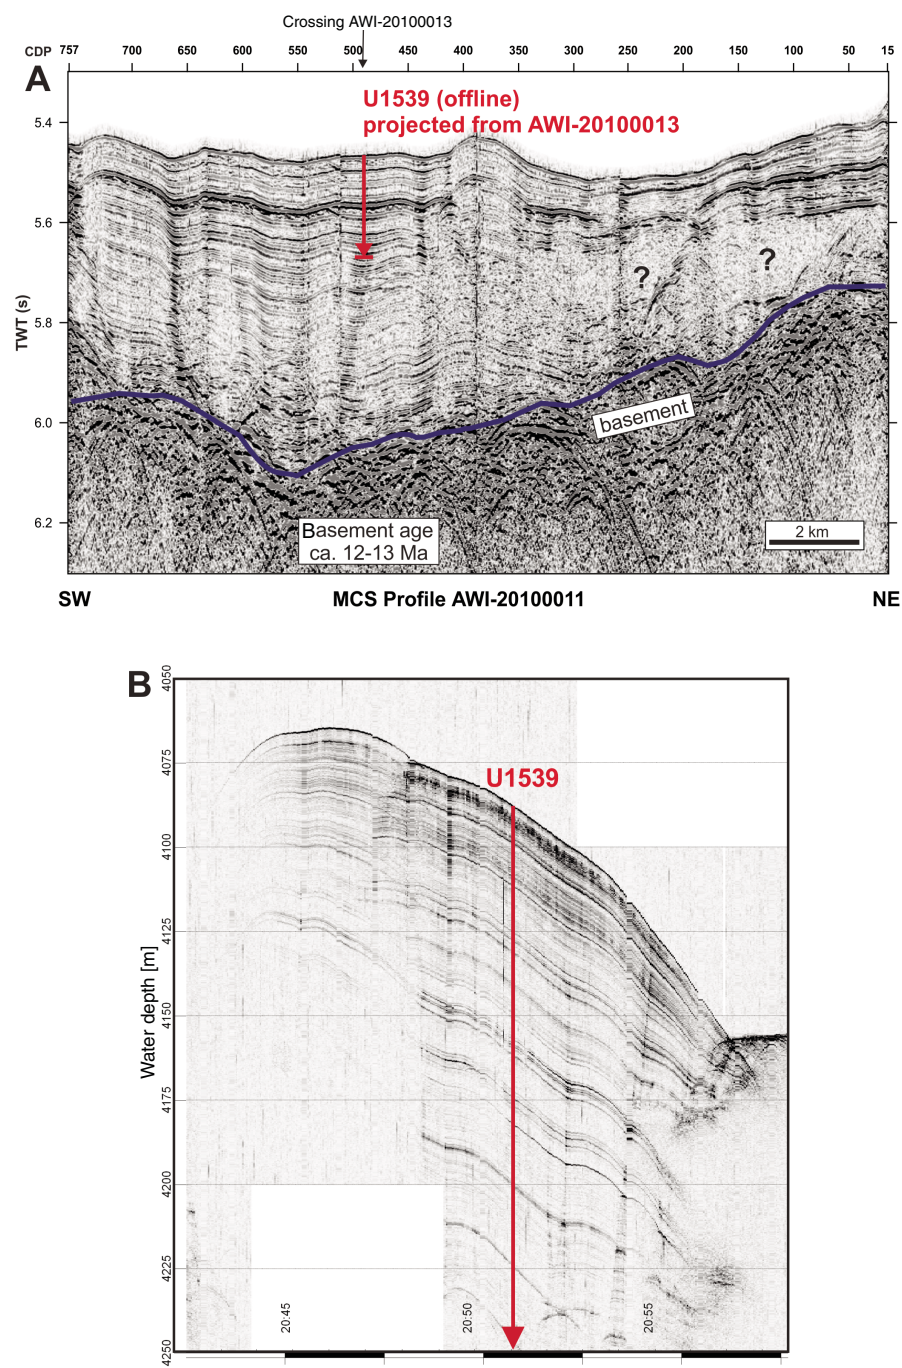 Crossing AWI-20100013
CDP 757 700 650 600 550 500 450 400 350 300 250 200 150 100 50 15
A
U1539 (offline)
projected from AWI-20100013
5.4
5.6
5.8
6.0
6.2
TWT (s)
?
?
basement
Basement age
ca. 12-13 Ma
2 km
SW MCS Profile AWI-20100011 NE
B
4050
4075
4100
4125
4150
4175
4200
4225
4250
Water depth [m]
U1539
20:45
20:50
20:55